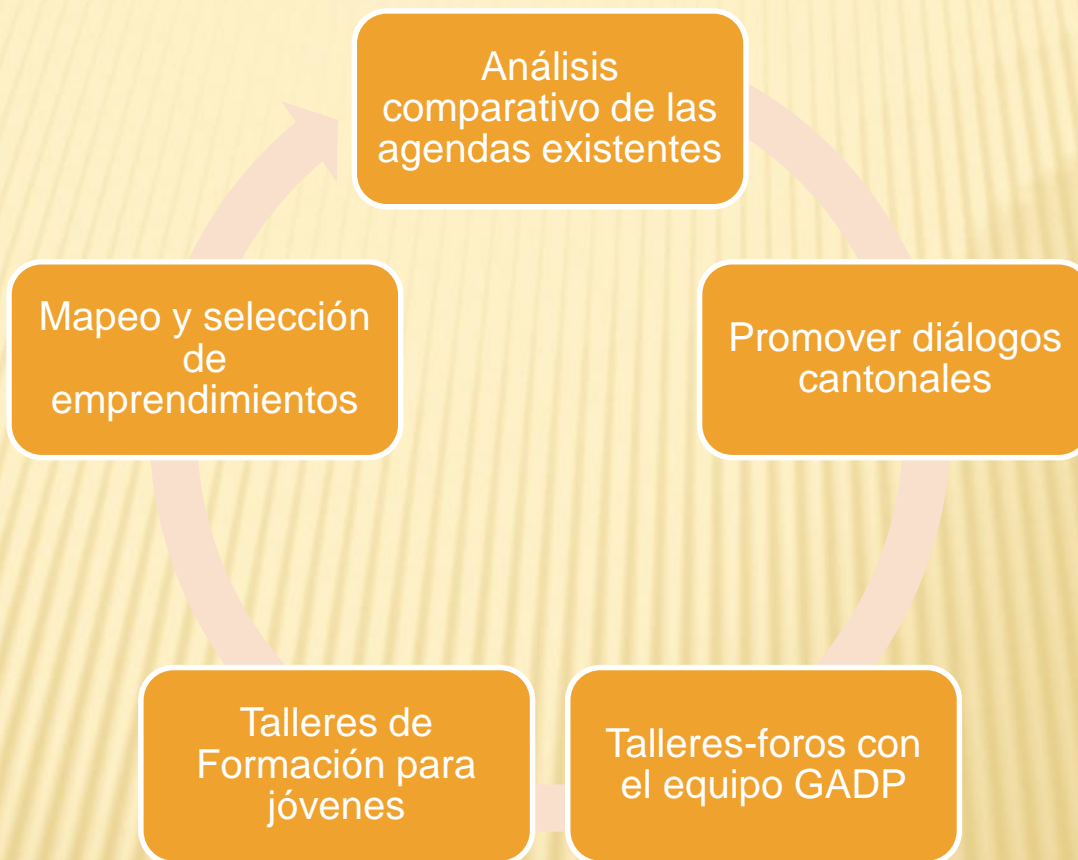 Análisis
comparativo de las
agendas existentes
Promover diálogos
cantonales
Talleres-foros con
el equipo GADP
Talleres de
Formación para
jóvenes
Mapeo y selección
de
emprendimientos